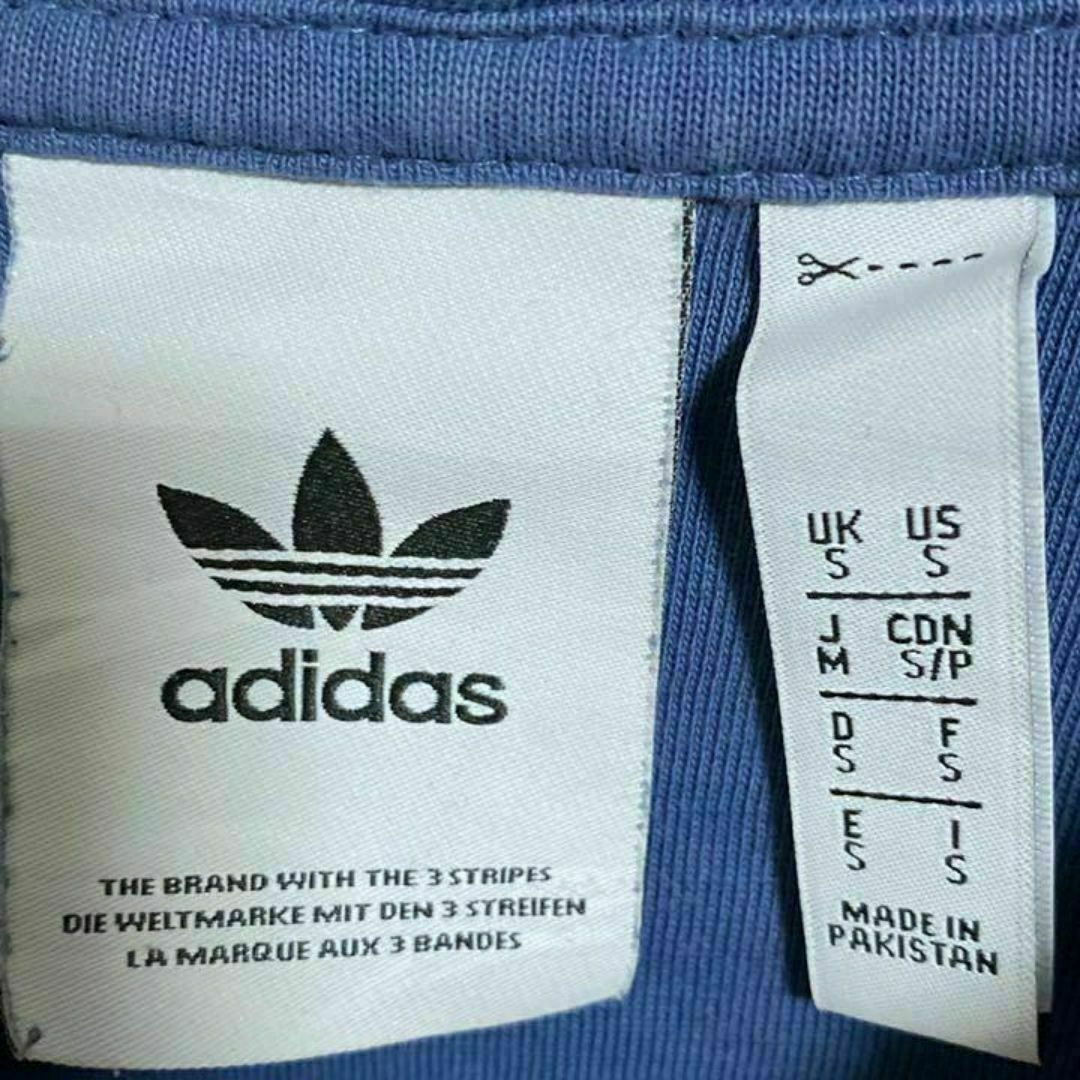 adidas
THE BRAND WITH THE 3 STRIPES
DIE WELTMARKE MIT DEN 3 STREIFEN
LA MARQUE AUX 3 BANDES
UK US
S S
J CDN
M S/P
D F
S S
E I
S S
MADE IN
PAKISTAN